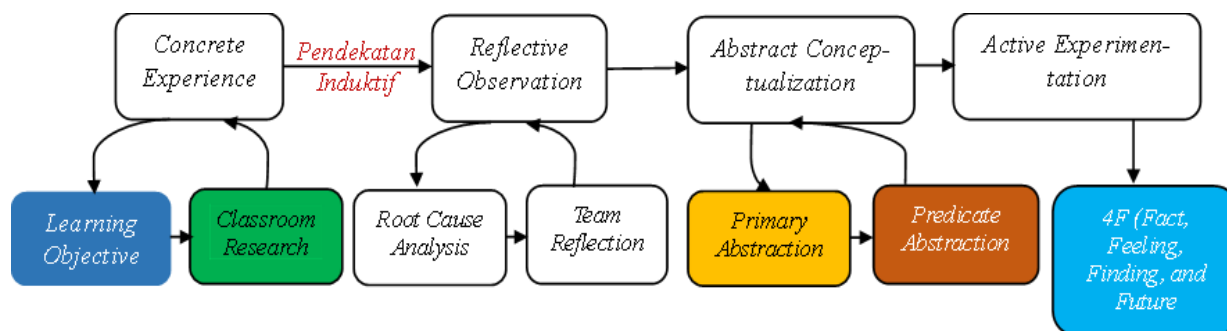 Concrete
Experience
Pendekatan
Induktif
Reflective
Observation
Abstract Concep-
tualization
Active Experimen-
tation
Learning
Objective
Classroom
Research
Root Cause
Analysis
Team
Reflection
Primary
Abstraction
Predicate
Abstraction
4F (Fact,
Feeling,
Finding, and
Future